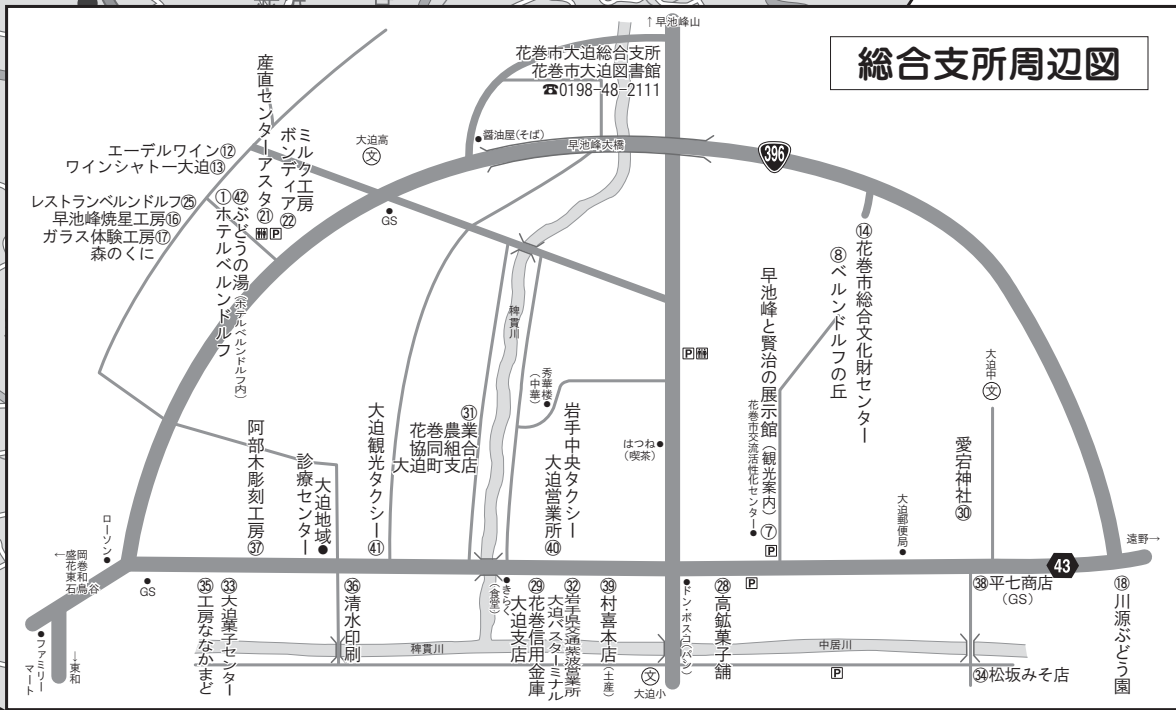 総合支所周辺図
↑早池峰山
花巻市大迫総合支所
花巻市大迫図書館
☎0198-48-2111
醤油屋(そば)
早池峰大橋
396
大迫高
文
GS
産直センターアスタ㉑
ミルク工房
ボンディア㉒
P
エーデルワイン⑫
ワインシャトー大迫⑬
レストランベルンドルフ㉕
早池峰焼星工房⑯
ガラス体験工房⑰
森のくに
㊷ぶどうの湯(ホテルベルンドルフ内)
①ホテルベルンドルフ
稗貫川
秀華楼
(中華)
P
はつね
(喫茶)
早池峰と賢治の展示館(観光案内)⑦
花巻市交流活性化センター
P
⑭花巻市総合文化財センター
⑧ベルンドルフの丘
大迫中
文
愛宕神社㉚
大迫郵便局
阿部木彫刻工房㊲
大迫地域
診療センター
大迫観光タクシー㊶
㉛
花巻農業
協同組合
大迫町支店
岩手中央タクシー
大迫営業所㊵
ローソン
←盛岡
花巻
東和
石鳥谷
GS
ファミリー
マート
↓東和
㉟工房ななかまど
㉝大迫菓子センター
㊱清水印刷
稗貫川
きらく
(食堂)
㉙花巻信用金庫
大迫支店
㉜岩手県交通紫波営業所
大迫バスターミナル
㊴村喜本店(土産)
文
大迫小
ドン・ボスコ(パン)
㉘高鉱菓子舗
P
中居川
P
43
遠野→
㊳平七商店
(GS)
㉞松坂みそ店
⑱川源ぶどう園